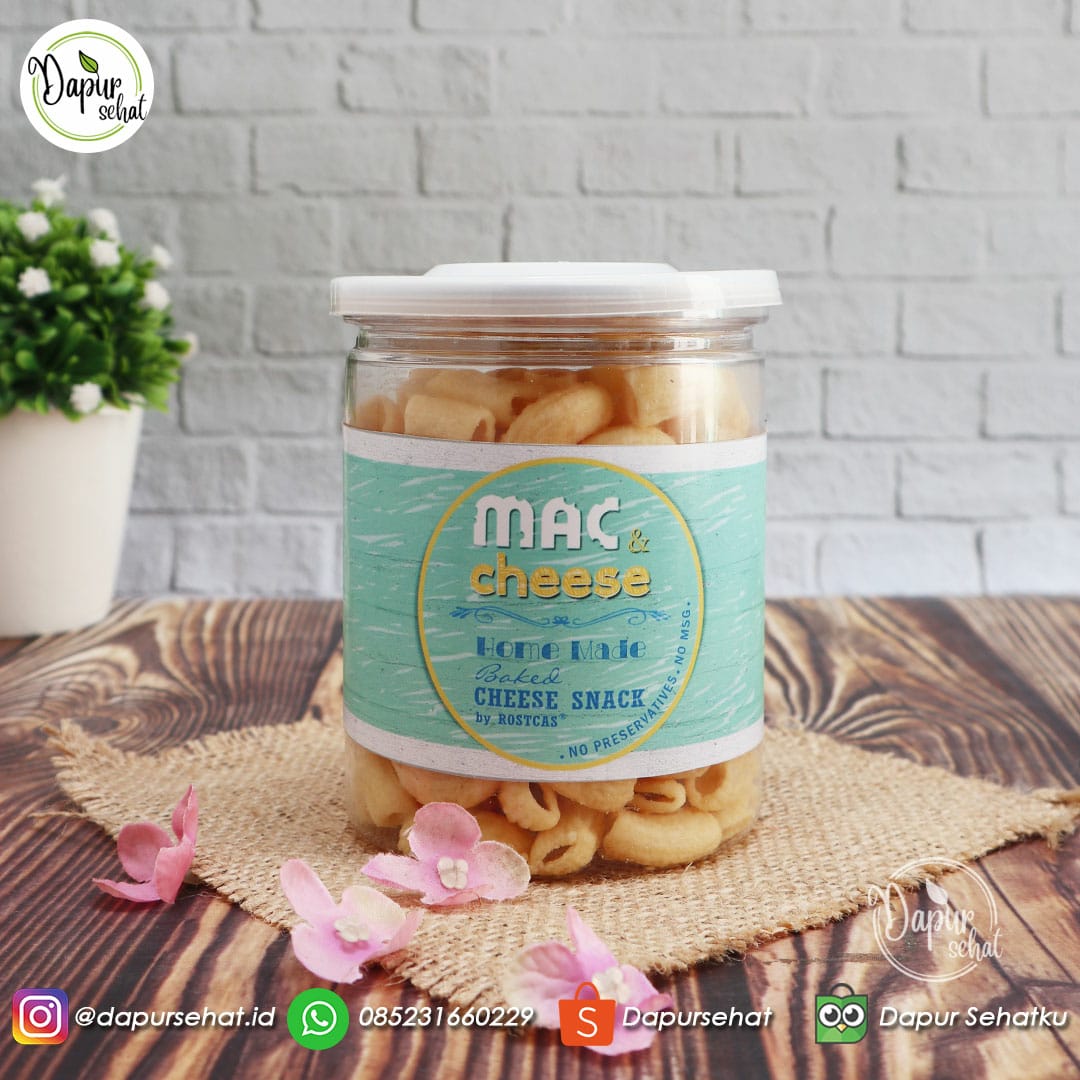 Dapur
sehat
MAC
&
cheese
Home Made
Baked
CHEESE SNACK
by ROSTCAS®
• NO PRESERVATIVES • NO MSG •
Dapur
sehat
@dapursehat.id
085231660229
Dapursehat
Dapur Sehatku